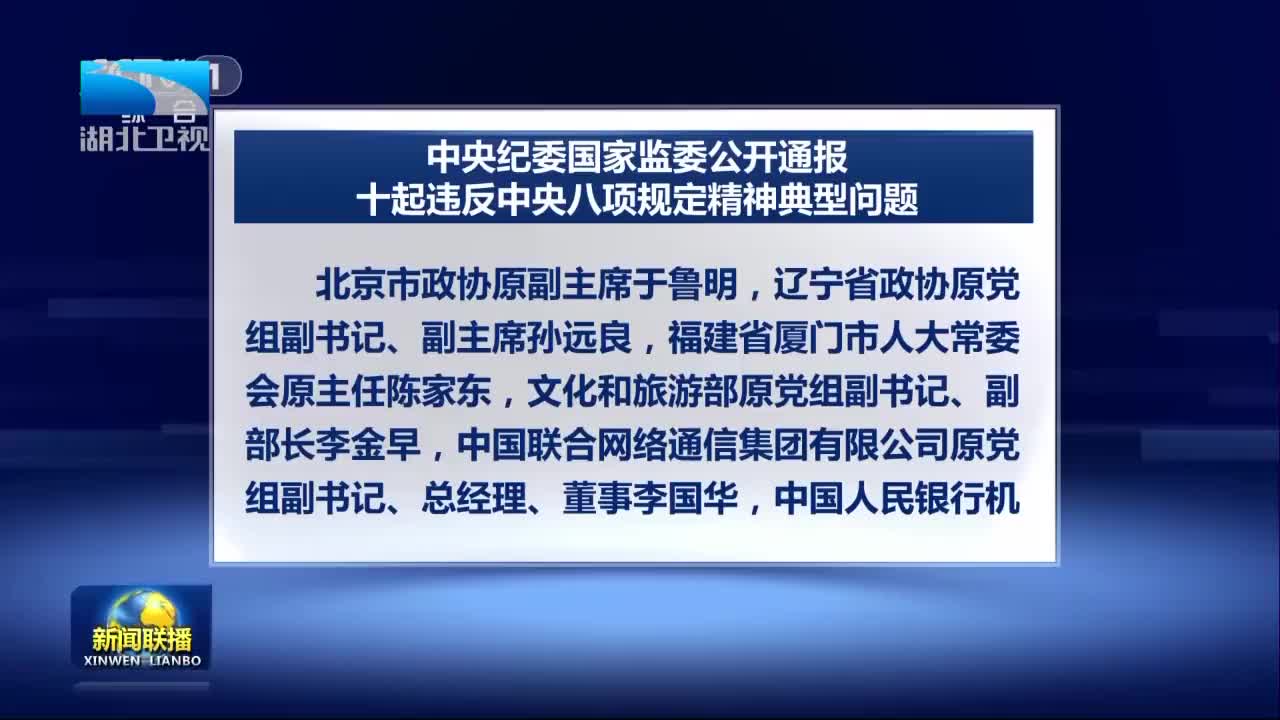 综合
湖北卫视
中央纪委国家监委公开通报
十起违反中央八项规定精神典型问题
北京市政协原副主席于鲁明，辽宁省政协原党
组副书记、副主席孙远良，福建省厦门市人大常委
会原主任陈家东，文化和旅游部原党组副书记、副
部长李金早，中国联合网络通信集团有限公司原党
组副书记、总经理、董事李国华，中国人民银行机
新闻联播
XINWEN LIANBO